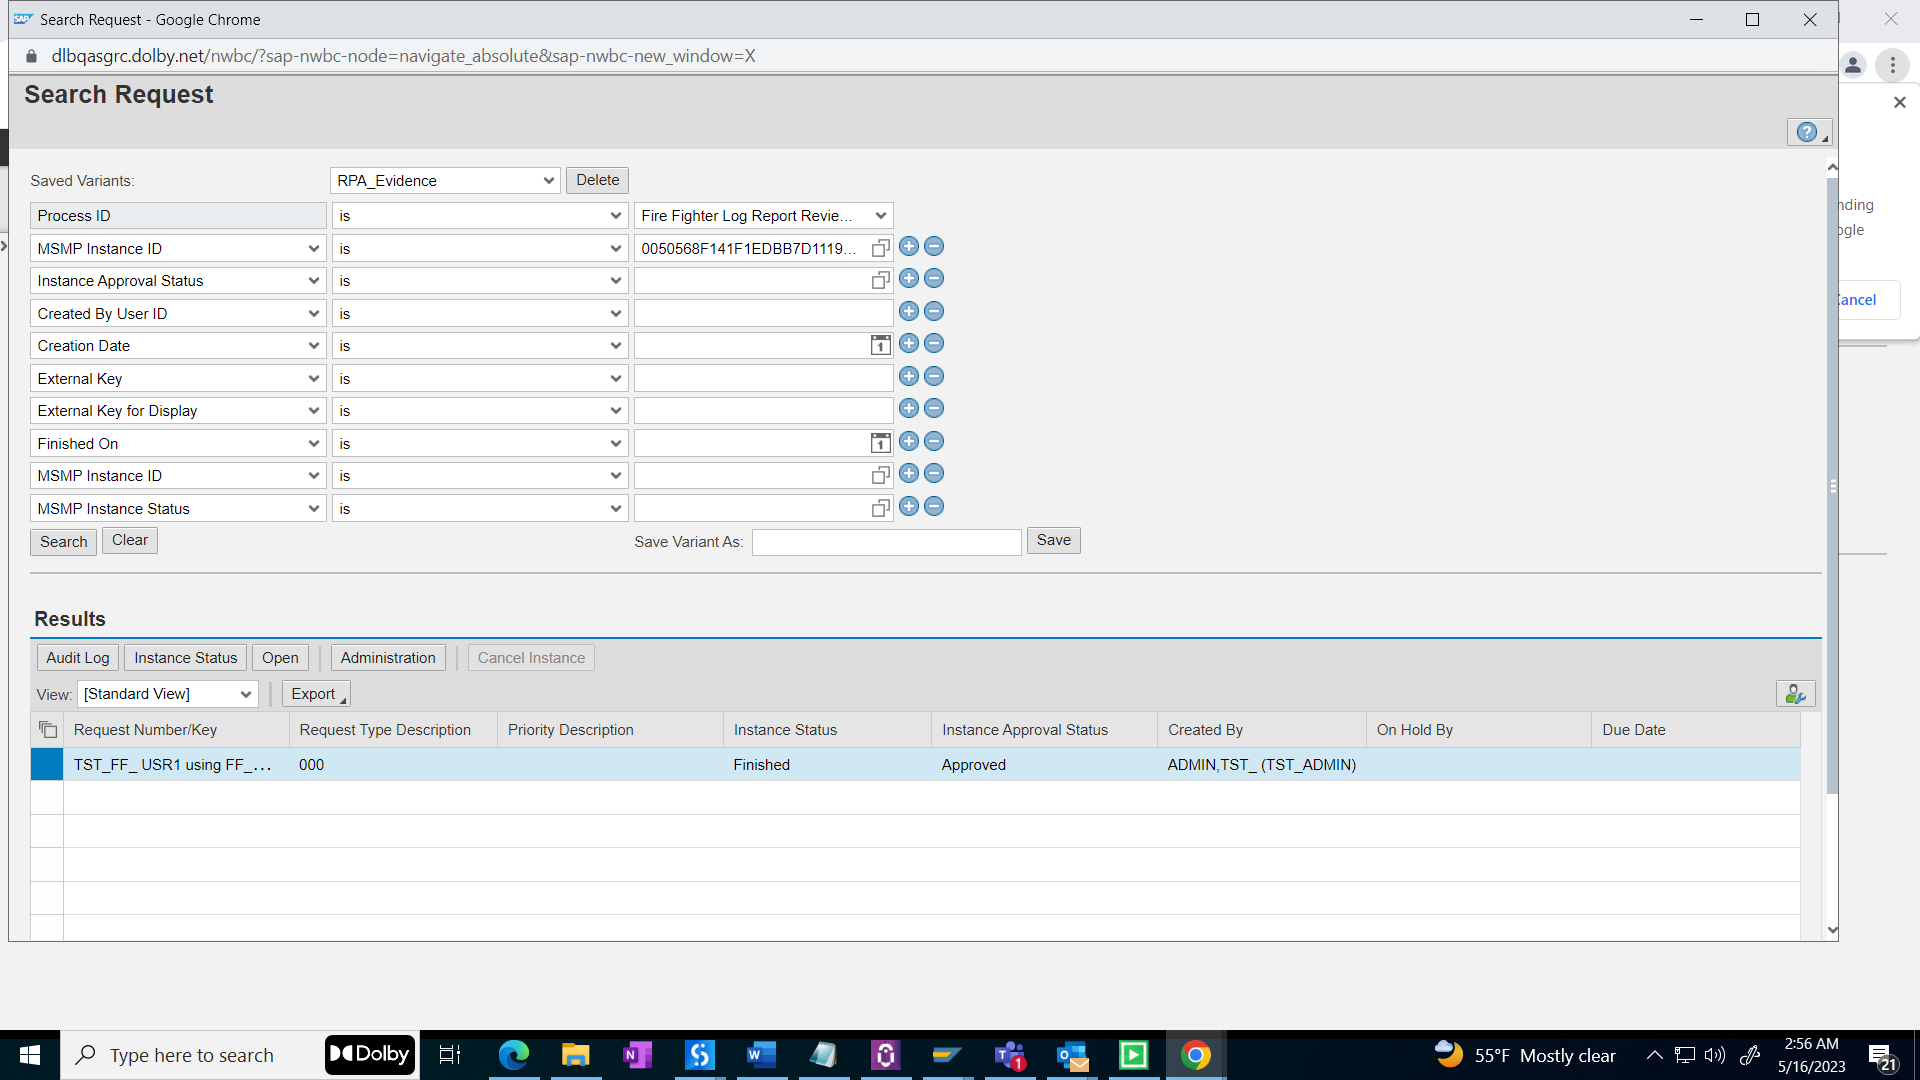 SAP Search Request - Google Chrome
dlbqasgrc.dolby.net/nwbc/?sap-nwbc-node=navigate_absolute&sap-nwbc-new_window=X
Search Request
?
nding
ogle
Cancel
Saved Variants: RPA_Evidence Delete
Process ID is Fire Fighter Log Report Revie...
MSMP Instance ID is 0050568F141F1EDBB7D1119...
Instance Approval Status is
Created By User ID is
Creation Date is 1
External Key is
External Key for Display is
Finished On is 1
MSMP Instance ID is
MSMP Instance Status is
Search Clear Save Variant As: Save
Results
Audit Log Instance Status Open Administration Cancel Instance
View: [Standard View] Export
Request Number/Key Request Type Description Priority Description Instance Status Instance Approval Status Created By On Hold By Due Date
TST_FF_ USR1 using FF_... 000 Finished Approved ADMIN,TST_ (TST_ADMIN)
Type here to search Dolby N W T 1 O 55°F Mostly clear 2:56 AM
5/16/2023 21